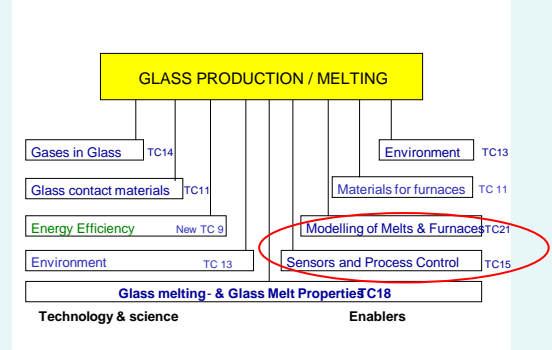 GLASS PRODUCTION / MELTING
Gases in Glass TC14
Environment TC13
Glass contact materials TC11
Materials for furnaces TC 11
Energy Efficiency New TC 9
Modelling of Melts & Furnaces TC21
Environment TC 13
Sensors and Process Control TC15
Glass melting- & Glass Melt Properties TC18
Technology & science Enablers